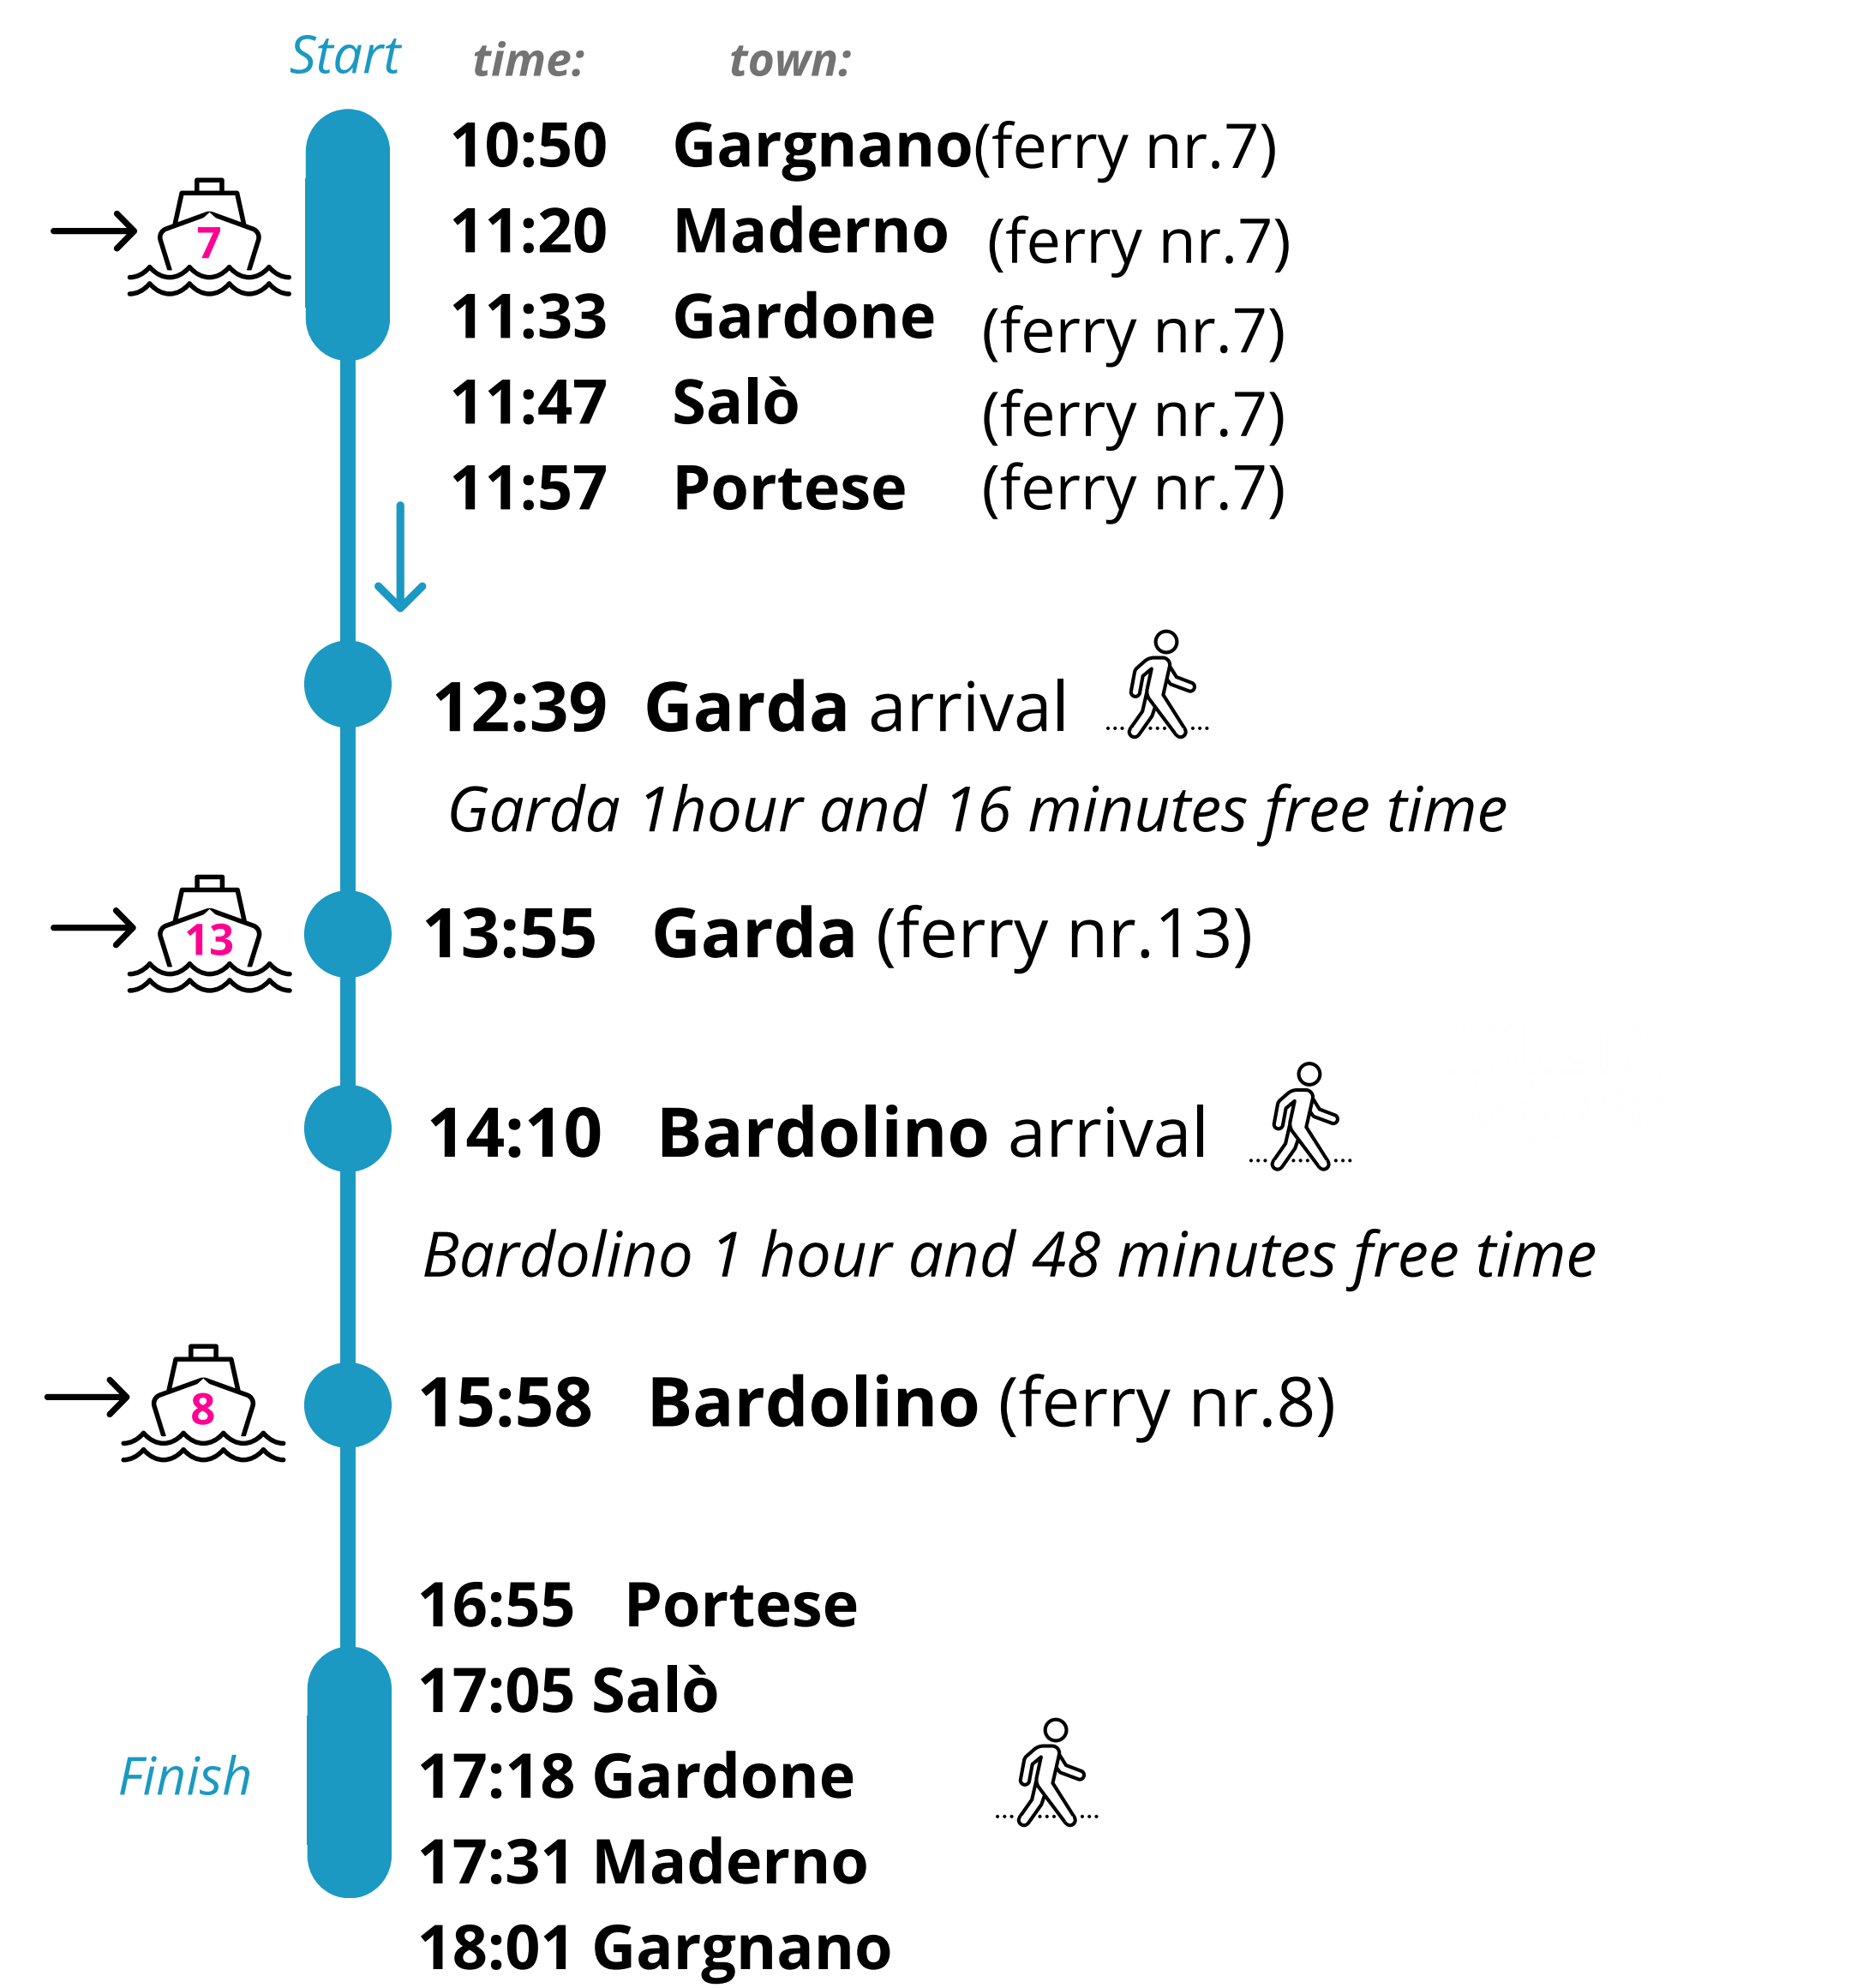 Start time: town:
10:50 Gargnano(ferry nr.7)
11:20 Maderno (ferry nr.7)
7
11:33 Gardone (ferry nr.7)
11:47 Salò (ferry nr.7)
11:57 Portese (ferry nr.7)
12:39 Garda arrival
Garda 1hour and 16 minutes free time
13 13:55 Garda (ferry nr.13)
14:10 Bardolino arrival
Bardolino 1 hour and 48 minutes free time
8 15:58 Bardolino (ferry nr.8)
16:55 Portese
17:05 Salò
Finish 17:18 Gardone
17:31 Maderno
18:01 Gargnano